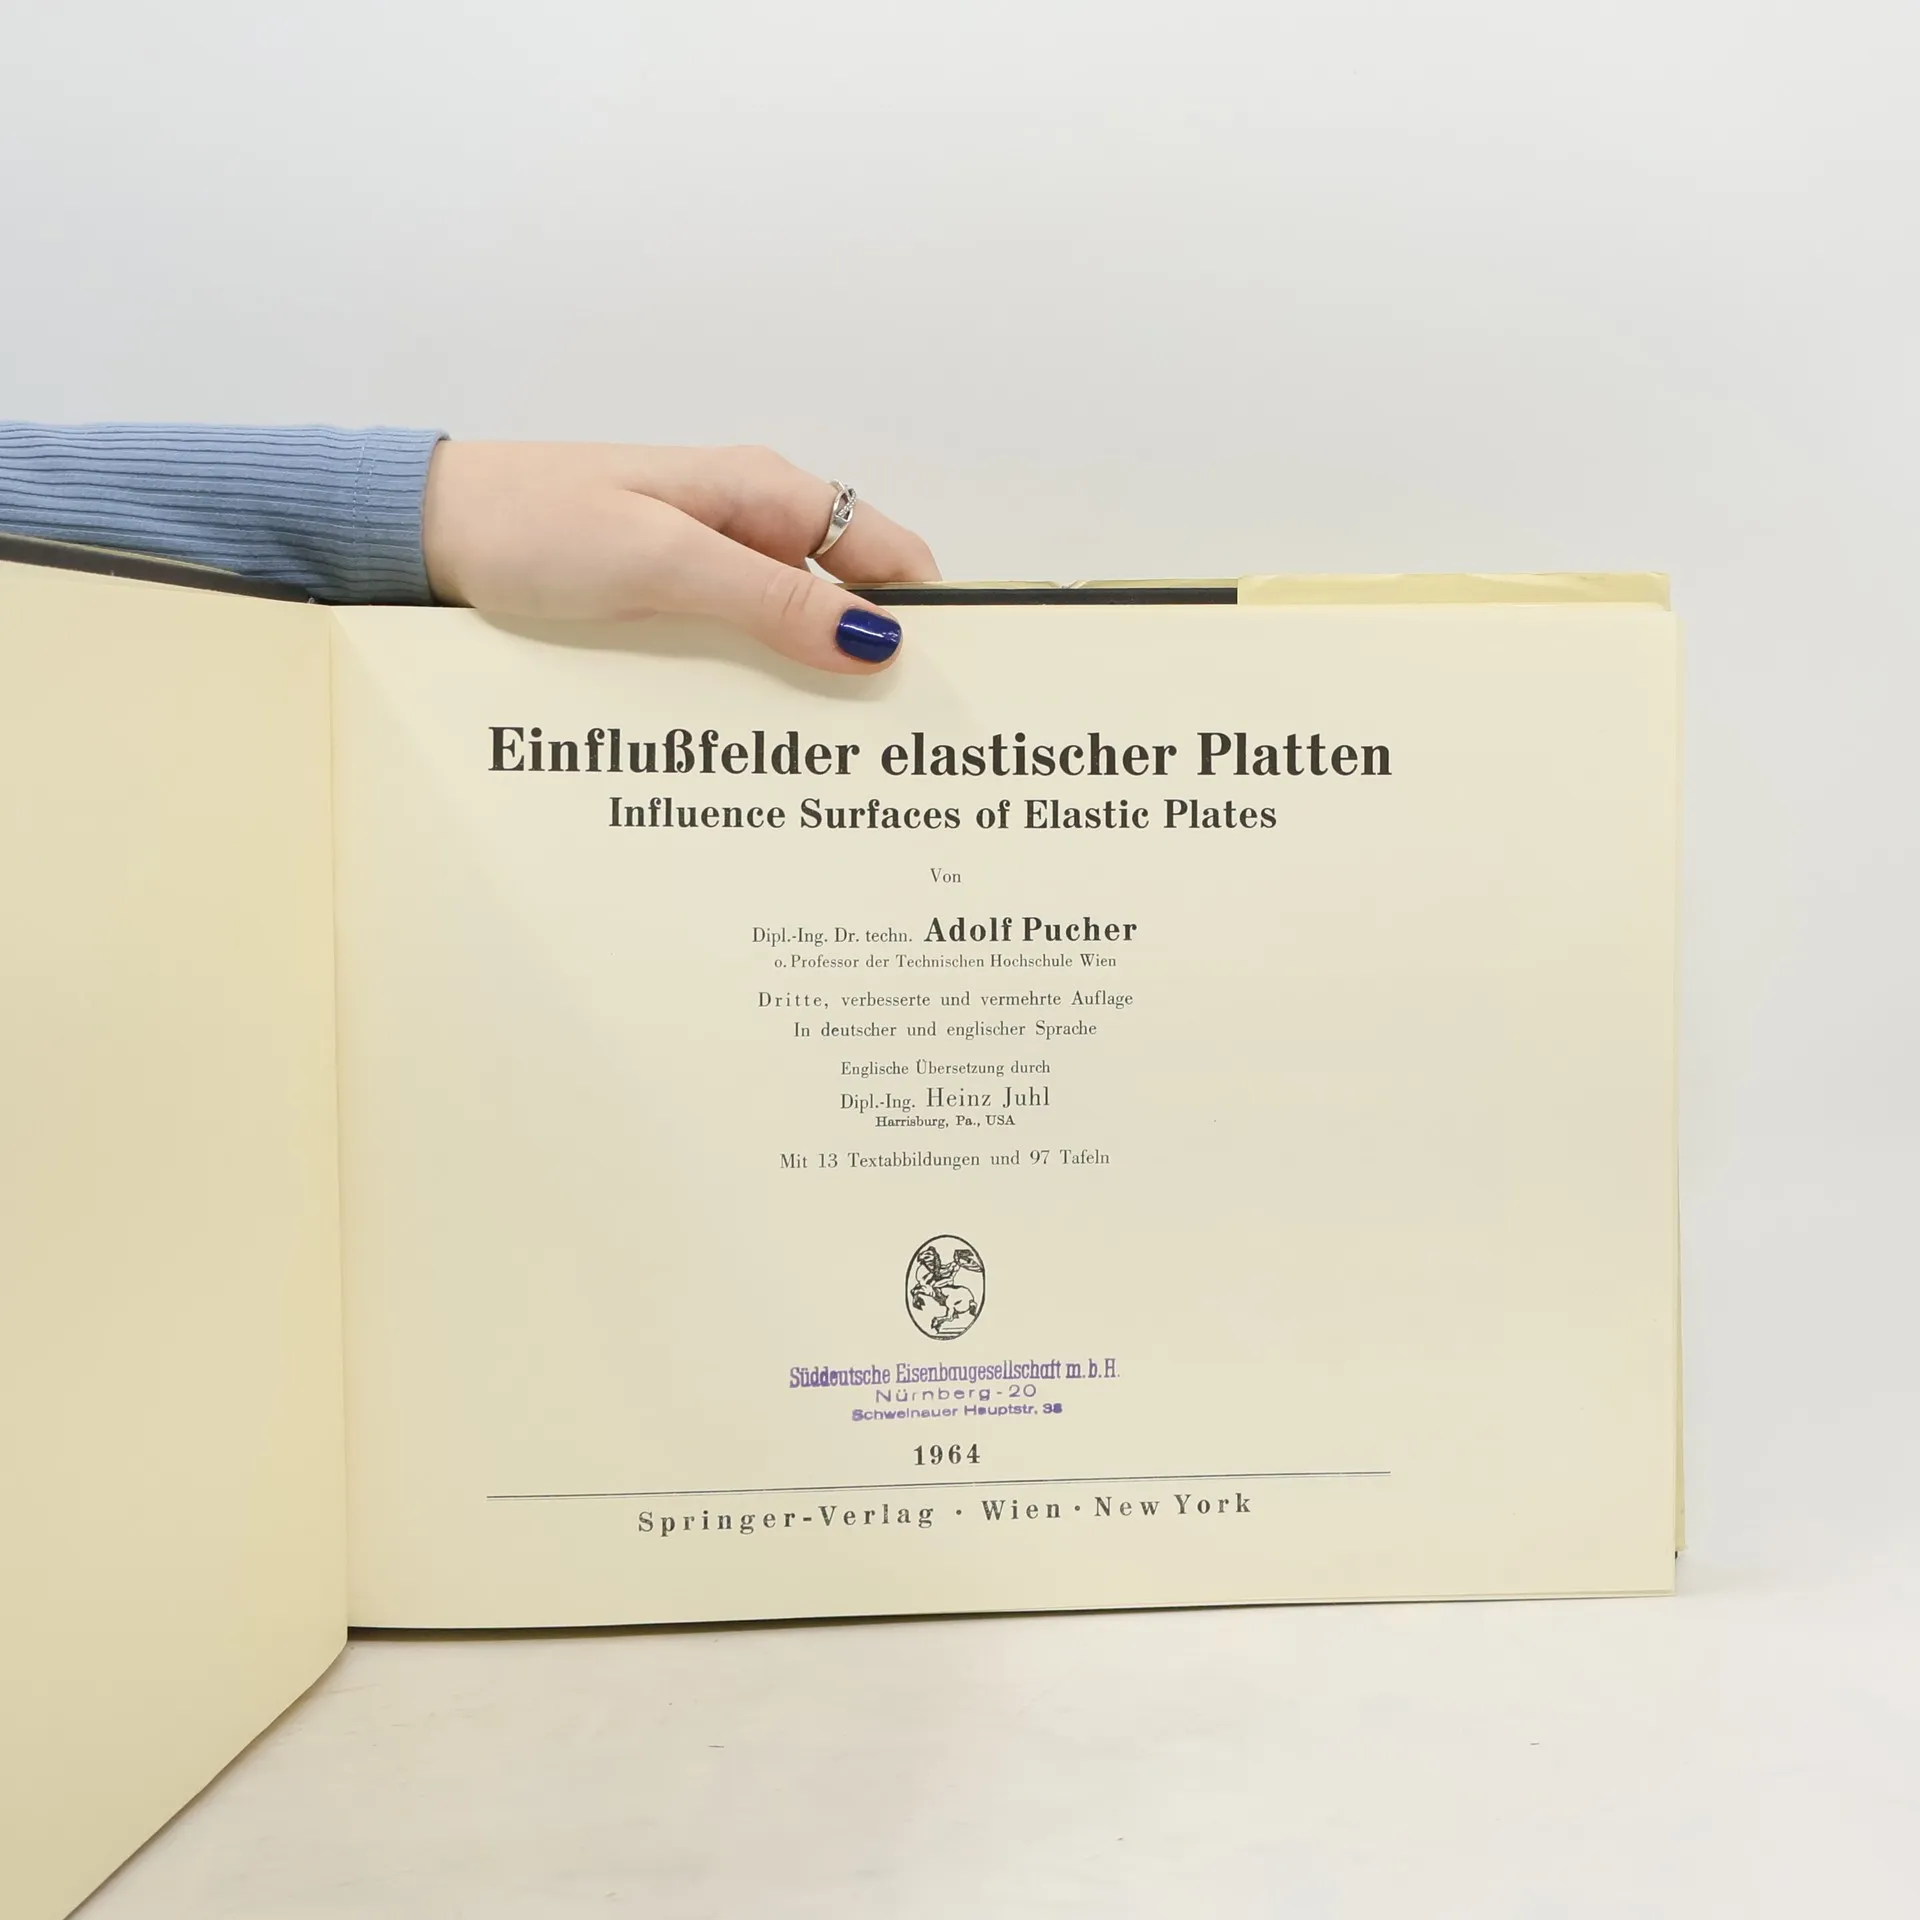 Einflußfelder elastischer Platten
Influence Surfaces of Elastic Plates
Von
Dipl.-Ing. Dr. techn. Adolf Pucher
o. Professor der Technischen Hochschule Wien
Dritte, verbesserte und vermehrte Auflage
In deutscher und englischer Sprache
Englische Übersetzung durch
Dipl.-Ing. Heinz Juhl
Harrisburg, Pa., USA
Mit 13 Textabbildungen und 97 Tafeln
Süddeutsche Eisenbaugesellschaft m.b.H.
Nürnberg-20
Schweinauer Hauptstr. 38
1964
Springer-Verlag · Wien · New York